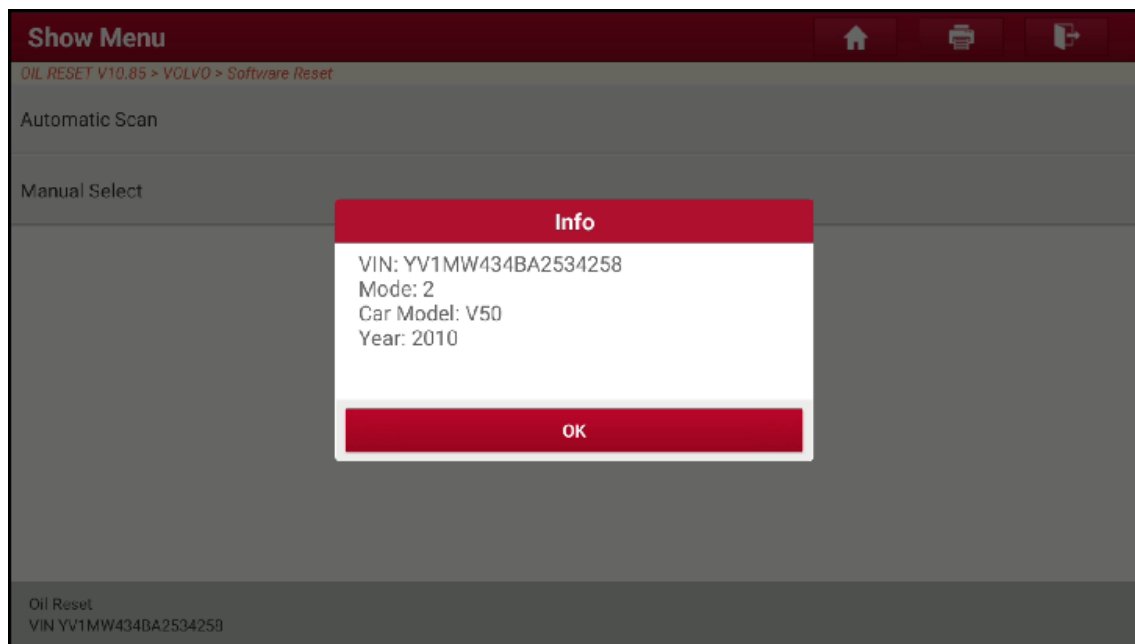 Show Menu
OIL RESET V10.85 > VOLVO > Software Reset
Automatic Scan
Manual Select
Info
VIN: YV1MW434BA2534258
Mode: 2
Car Model: V50
Year: 2010
OK
Oil Reset
VIN YV1MW434BA2534258